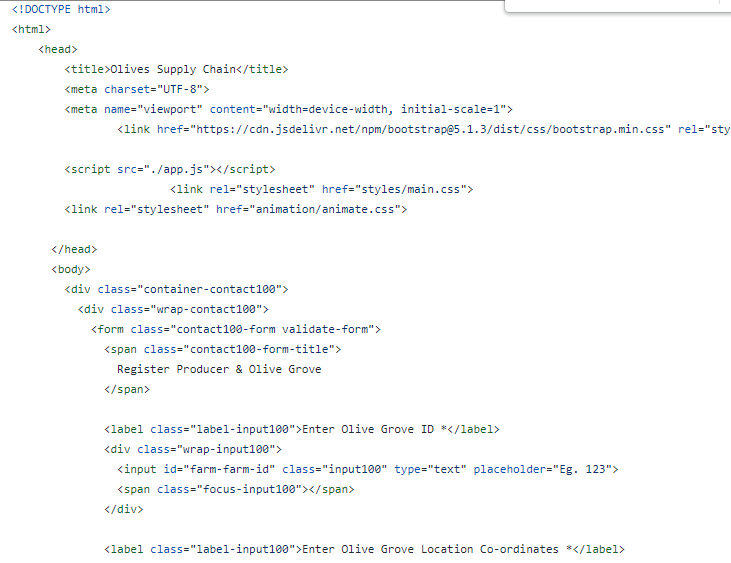 <!DOCTYPE html>
<html>
<head>
<title>Olives Supply Chain</title>
<meta charset="UTF-8">
<meta name="viewport" content="width=device-width, initial-scale=1">
<link href="https://cdn.jsdelivr.net/npm/bootstrap@5.1.3/dist/css/bootstrap.min.css" rel="sty
<script src="./app.js"></script>
<link rel="stylesheet" href="styles/main.css">
<link rel="stylesheet" href="animation/animate.css">
</head>
<body>
<div class="container-contact100">
<div class="wrap-contact100">
<form class="contact100-form validate-form">
<span class="contact100-form-title">
Register Producer & Olive Grove
</span>
<label class="label-input100">Enter Olive Grove ID *</label>
<div class="wrap-input100">
<input id="farm-farm-id" class="input100" type="text" placeholder="Eg. 123">
<span class="focus-input100"></span>
</div>
<label class="label-input100">Enter Olive Grove Location Co-ordinates *</label>